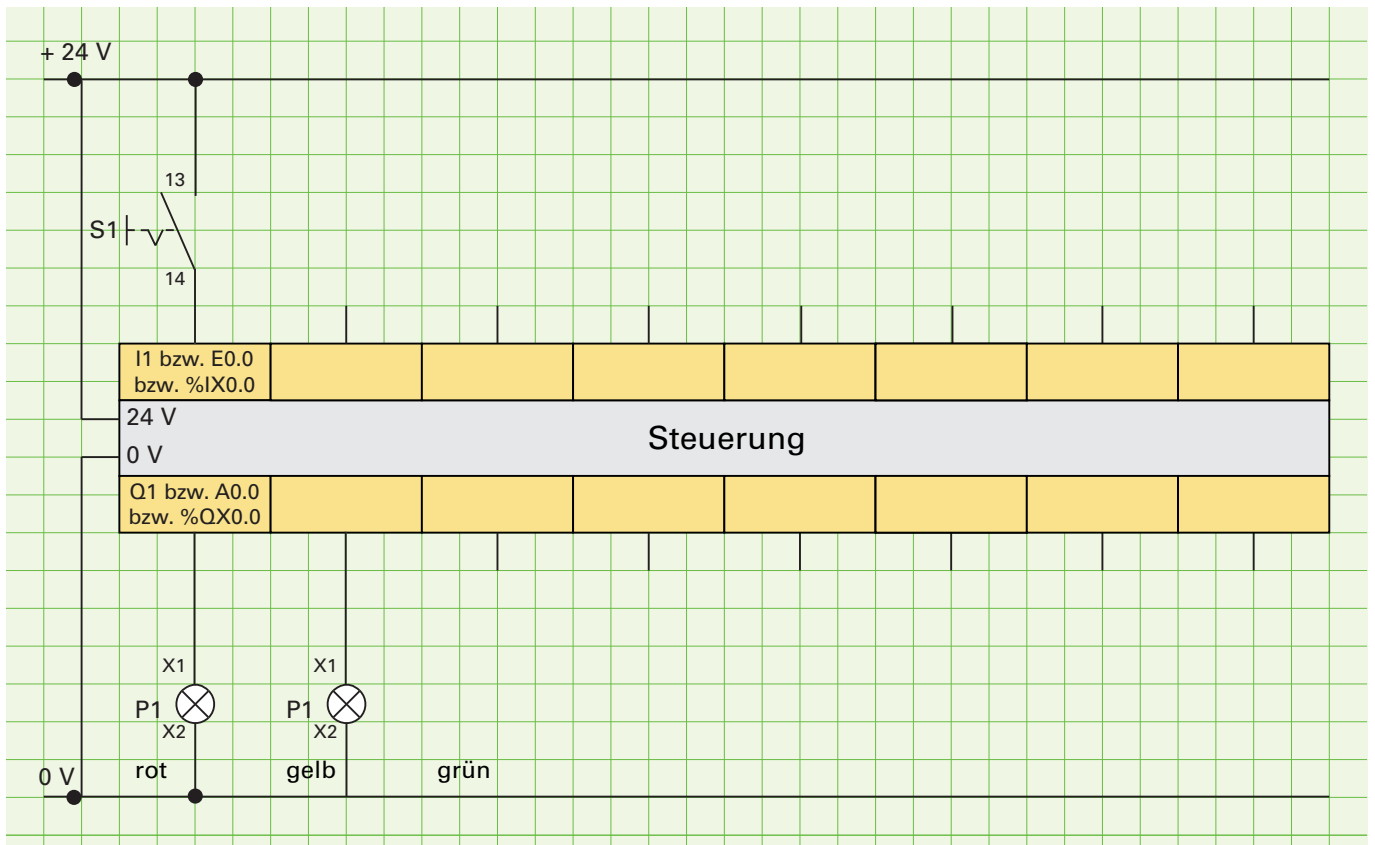 + 24 V
13
S1
14
I1 bzw. E0.0
bzw. %IX0.0
24 V
Steuerung
0 V
Q1 bzw. A0.0
bzw. %QX0.0
X1
X1
P1
P1
X2
X2
0 V
rot
gelb
grün